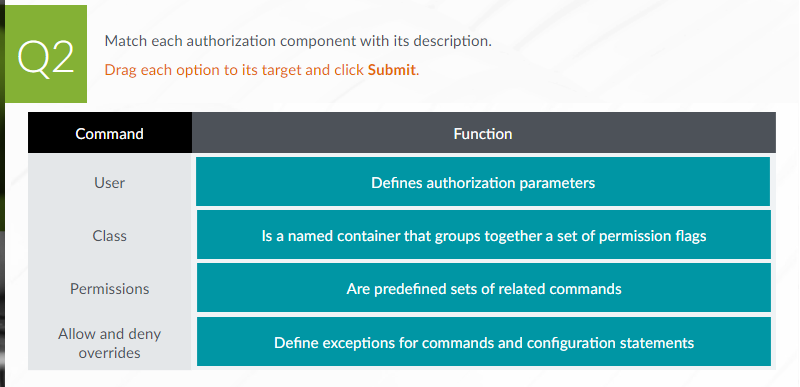 Q2
Match each authorization component with its description.
Drag each option to its target and click Submit.
Command Function
User Defines authorization parameters
Class Is a named container that groups together a set of permission flags
Permissions Are predefined sets of related commands
Allow and deny
overrides Define exceptions for commands and configuration statements